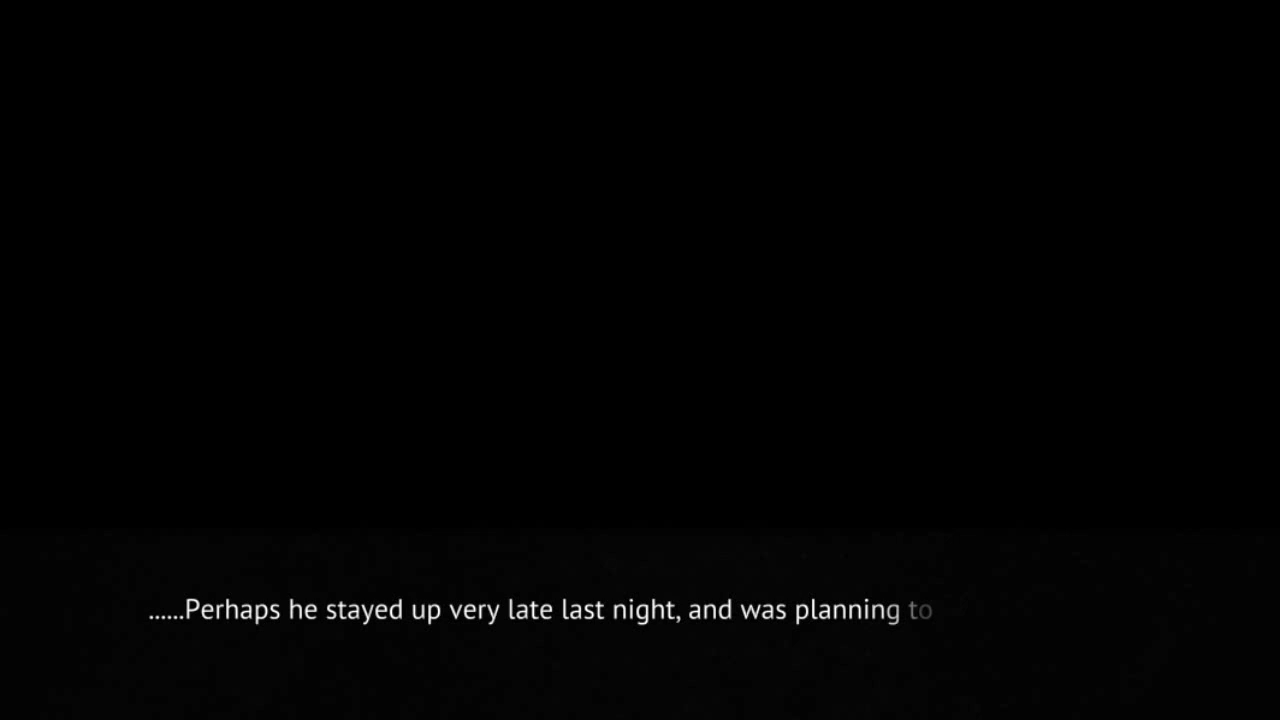 ......Perhaps he stayed up very late last night, and was planning to